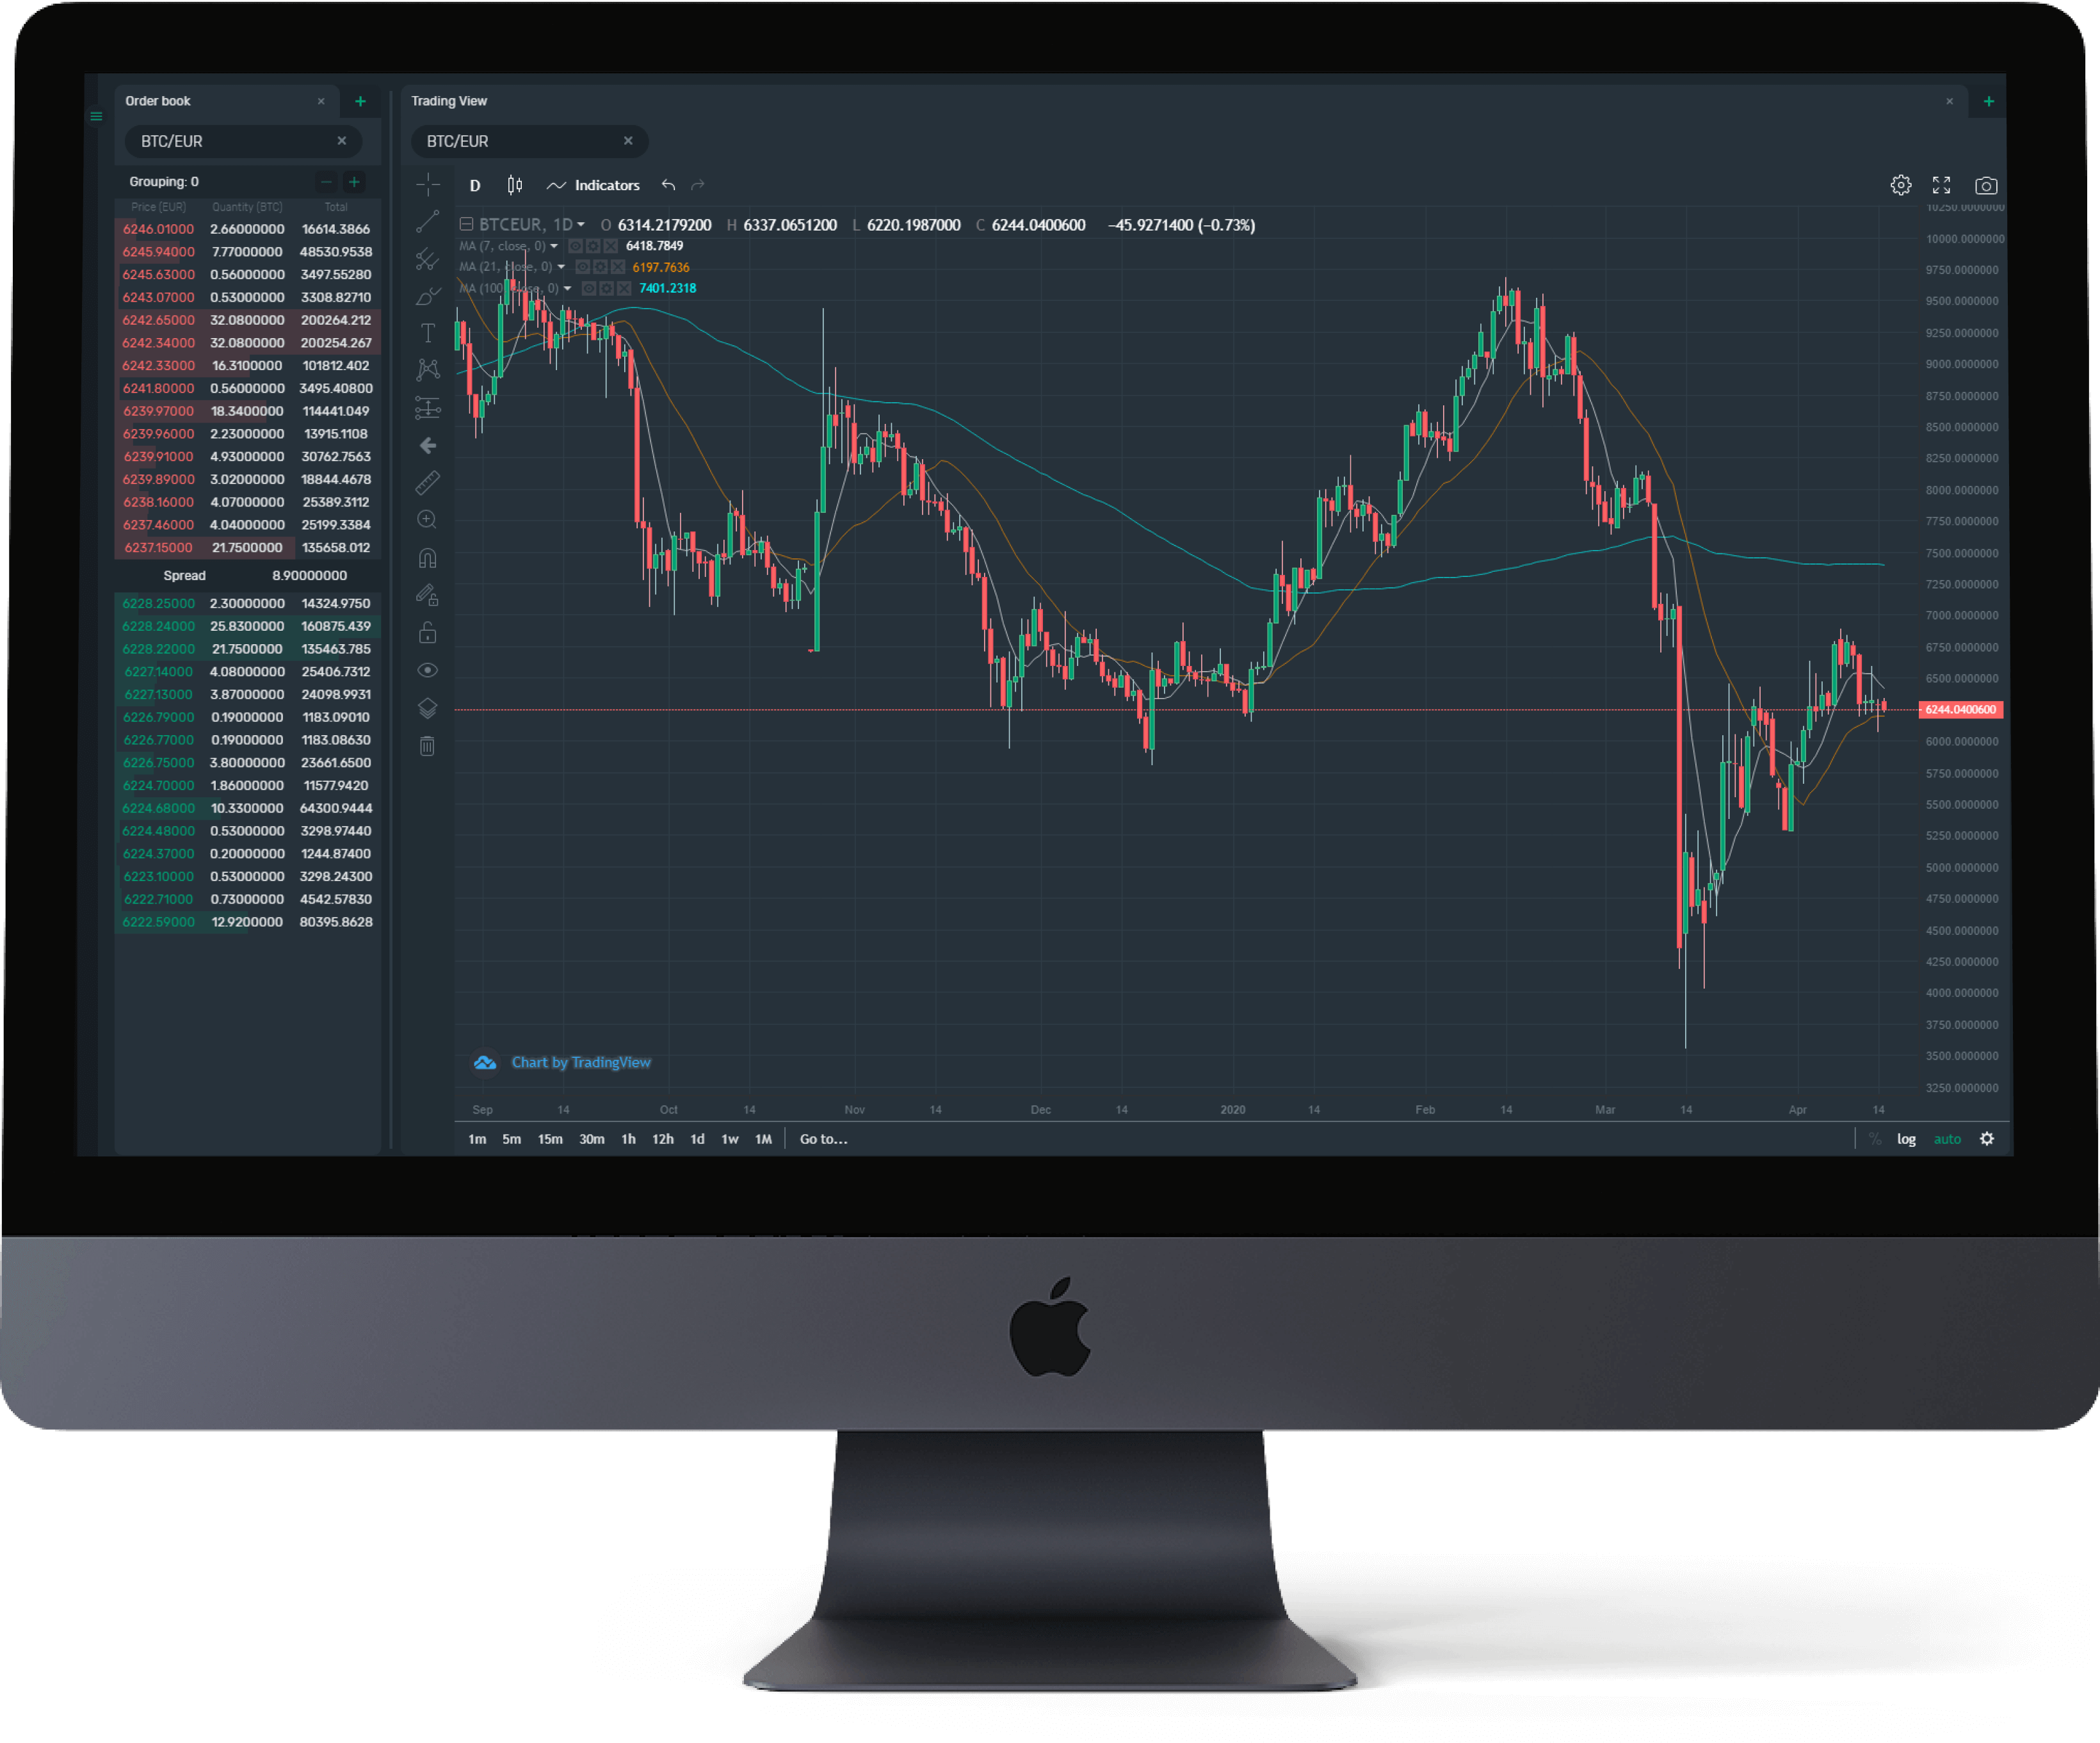 Order book
BTC/EUR
Grouping: 0
Price (EUR) Quantity (BTC) Total
6246.01000 2.66000000 16614.3866
6245.94000 7.77000000 48530.9538
6245.63000 0.56000000 3497.55280
6243.07000 0.53000000 3308.82710
6242.65000 32.0800000 200264.212
6242.34000 32.0800000 200254.267
6242.33000 16.3100000 101812.402
6241.80000 0.56000000 3495.40800
6239.97000 18.3400000 114441.049
6239.96000 2.23000000 13915.1108
6239.91000 4.93000000 30762.7563
6239.89000 3.02000000 18844.4678
6238.16000 4.07000000 25389.3112
6237.46000 4.04000000 25199.3384
6237.15000 21.7500000 135658.012
Spread 8.90000000
6228.25000 2.30000000 14324.9750
6228.24000 25.8300000 160875.439
6228.22000 21.7500000 135463.785
6227.14000 4.08000000 25406.7312
6227.13000 3.87000000 24098.9931
6226.79000 0.19000000 1183.09010
6226.77000 0.19000000 1183.08630
6226.75000 3.80000000 23661.6500
6224.70000 1.86000000 11577.9420
6224.68000 10.3300000 64300.9444
6224.48000 0.53000000 3298.97440
6224.37000 0.20000000 1244.87400
6223.10000 0.53000000 3298.24300
6222.71000 0.73000000 4542.57830
6222.59000 12.9200000 80395.8628
Trading View
BTC/EUR
D Indicators
BTCEUR, 1D O 6314.2179200 H 6337.0651200 L 6220.1987000 C 6244.0400600 −45.9271400 (−0.73%)
MA (7, close, 0) 6418.7849
MA (21, close, 0) 6197.7636
MA (100, close, 0) 7401.2318
10250.0000000
10000.0000000
9750.0000000
9500.0000000
9250.0000000
9000.0000000
8750.0000000
8500.0000000
8250.0000000
8000.0000000
7750.0000000
7500.0000000
7250.0000000
7000.0000000
6750.0000000
6500.0000000
6244.0400600
6000.0000000
5750.0000000
5500.0000000
5250.0000000
5000.0000000
4750.0000000
4500.0000000
4250.0000000
4000.0000000
3750.0000000
3500.0000000
3250.0000000
Chart by TradingView
Sep 14 Oct 14 Nov 14 Dec 14 2020 14 Feb 14 Mar 14 Apr 14
1m 5m 15m 30m 1h 12h 1d 1w 1M Go to... % log auto